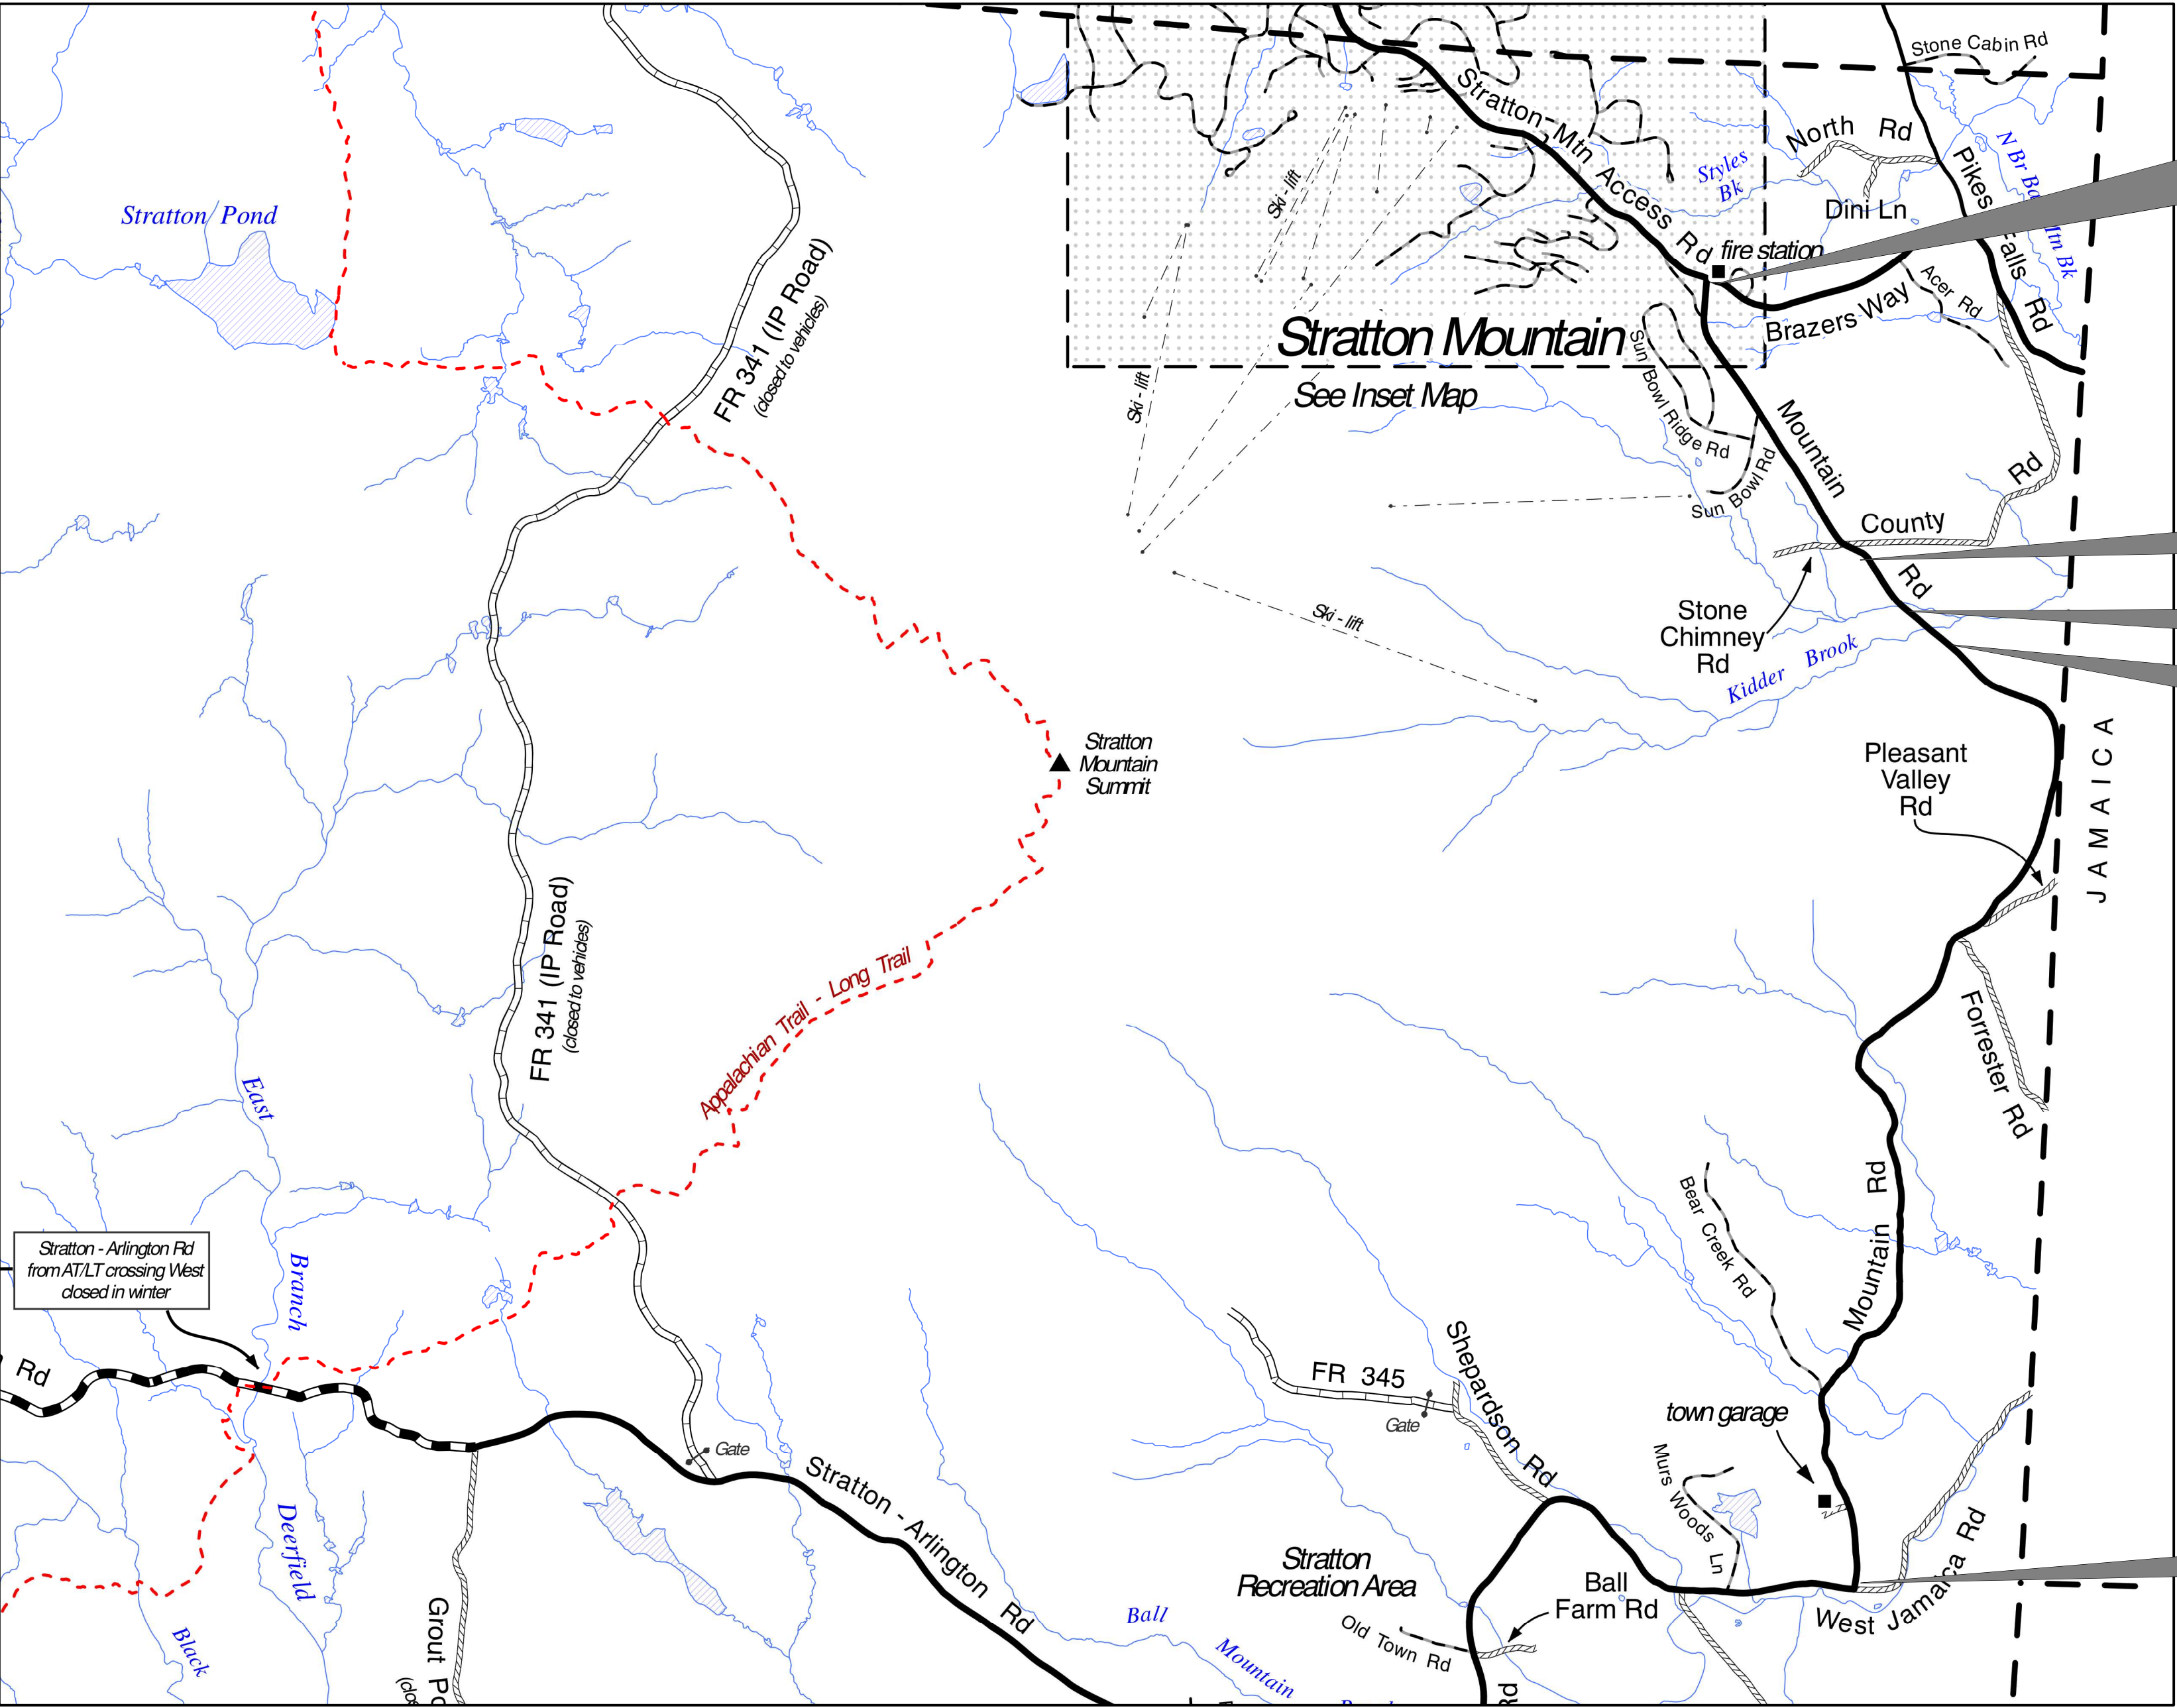 Stone Cabin Rd
Stratton Mtn Access Rd
North Rd
Pikes Falls Rd
N Br Ba
Mtn Bk
Styles
Bk
Dini Ln
Stratton Pond
Ski - lift
fire station
FR 341 (IP Road)
(closed to vehicles)
Acer Rd
Brazers Way
Stratton Mountain
See Inset Map
Ski - lift
Sun Bowl Ridge Rd
Sun Bowl Rd
Mountain Rd
County Rd
Stone
Chimney
Rd
Ski - lift
Kidder Brook
Stratton
Mountain
Summit
Pleasant
Valley
Rd
JAMAICA
FR 341 (IP Road)
(closed to vehicles)
Appalachian Trail - Long Trail
Forrester Rd
East
Branch
Deerfield
Bear Creek Rd
Mountain Rd
Stratton - Arlington Rd
from AT/LT crossing West
closed in winter
Rd
FR 345
Gate
Shepardson Rd
town garage
Gate
Stratton - Arlington Rd
Murs Woods Ln
Stratton
Recreation Area
Ball
Farm Rd
Old Town Rd
West Jamaica Rd
Grout
Black
Ball
Mountain
Rd